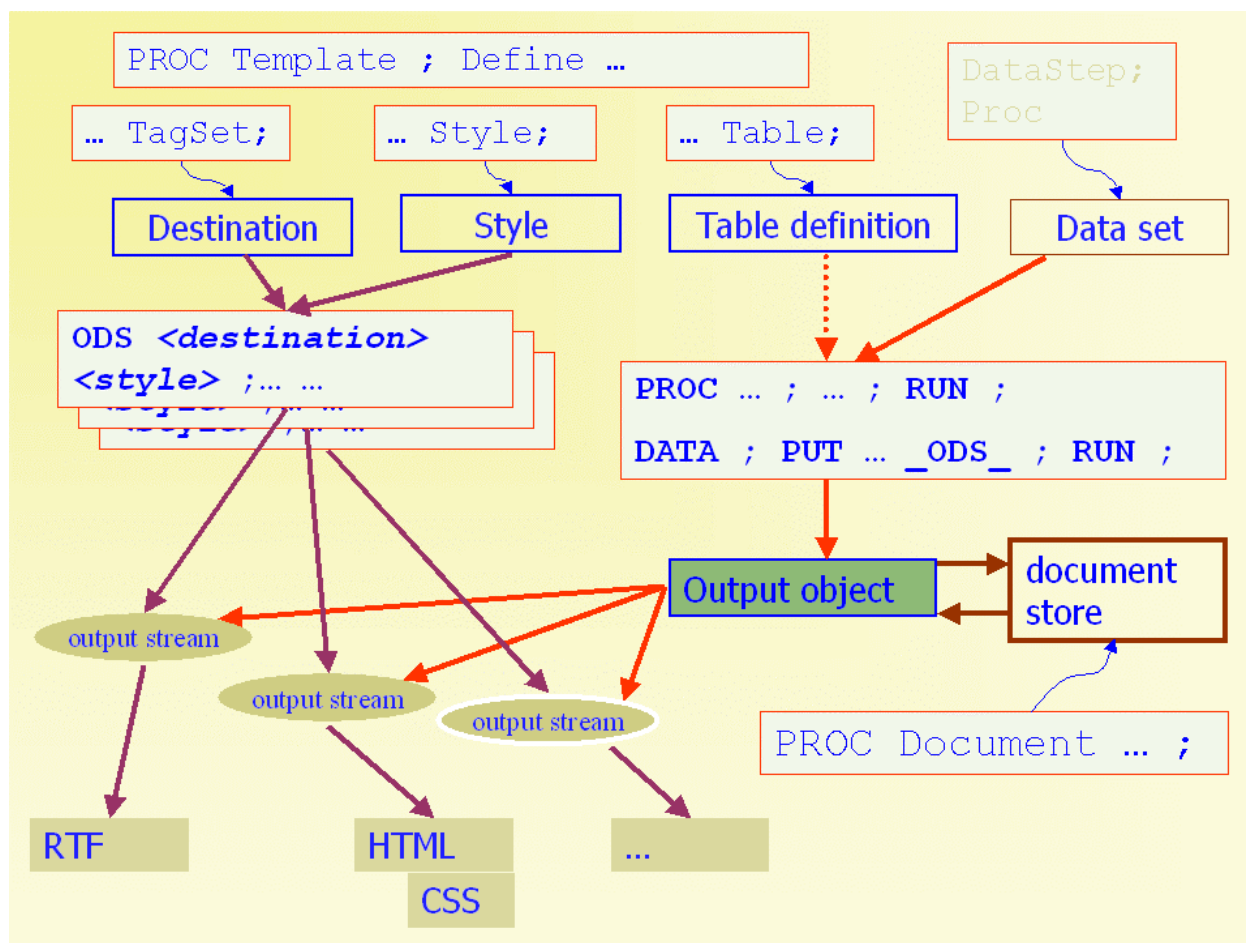 PROC Template ; Define …
DataStep;
Proc
… TagSet;
… Style;
… Table;
Destination
Style
Table definition
Data set
ODS <destination>
<style> ;… …
<style> ;… …
<style> ;… …
PROC … ; … ; RUN ;
DATA ; PUT … _ODS_ ; RUN ;
Output object
document
store
output stream
output stream
output stream
PROC Document … ;
RTF
HTML
…
CSS